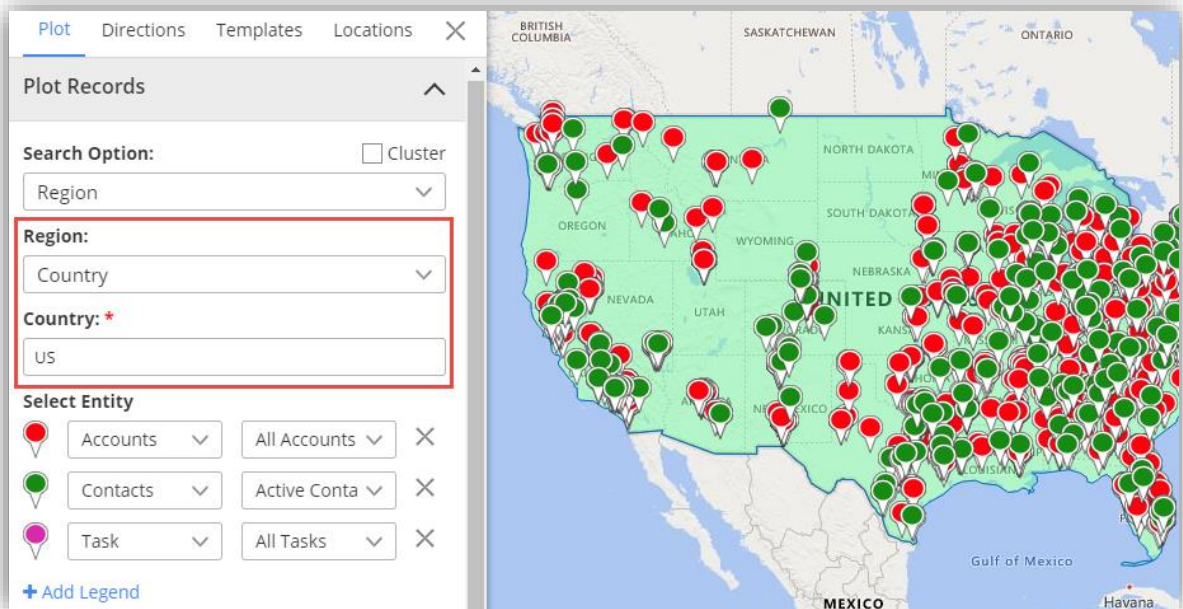 Plot Directions Templates Locations
Plot Records
Search Option: Cluster
Region
Region:
Country
Country: *
US
Select Entity
Accounts All Accounts
Contacts Active Conta
Task All Tasks
+ Add Legend
BRITISH
COLUMBIA
SASKATCHEWAN
ONTARIO
NORTH DAKOTA
SOUTH DAKOTA
OREGON
WYOMING
NEBRASKA
NEVADA
UTAH
UNITED
Gulf of Mexico
MEXICO
Havana